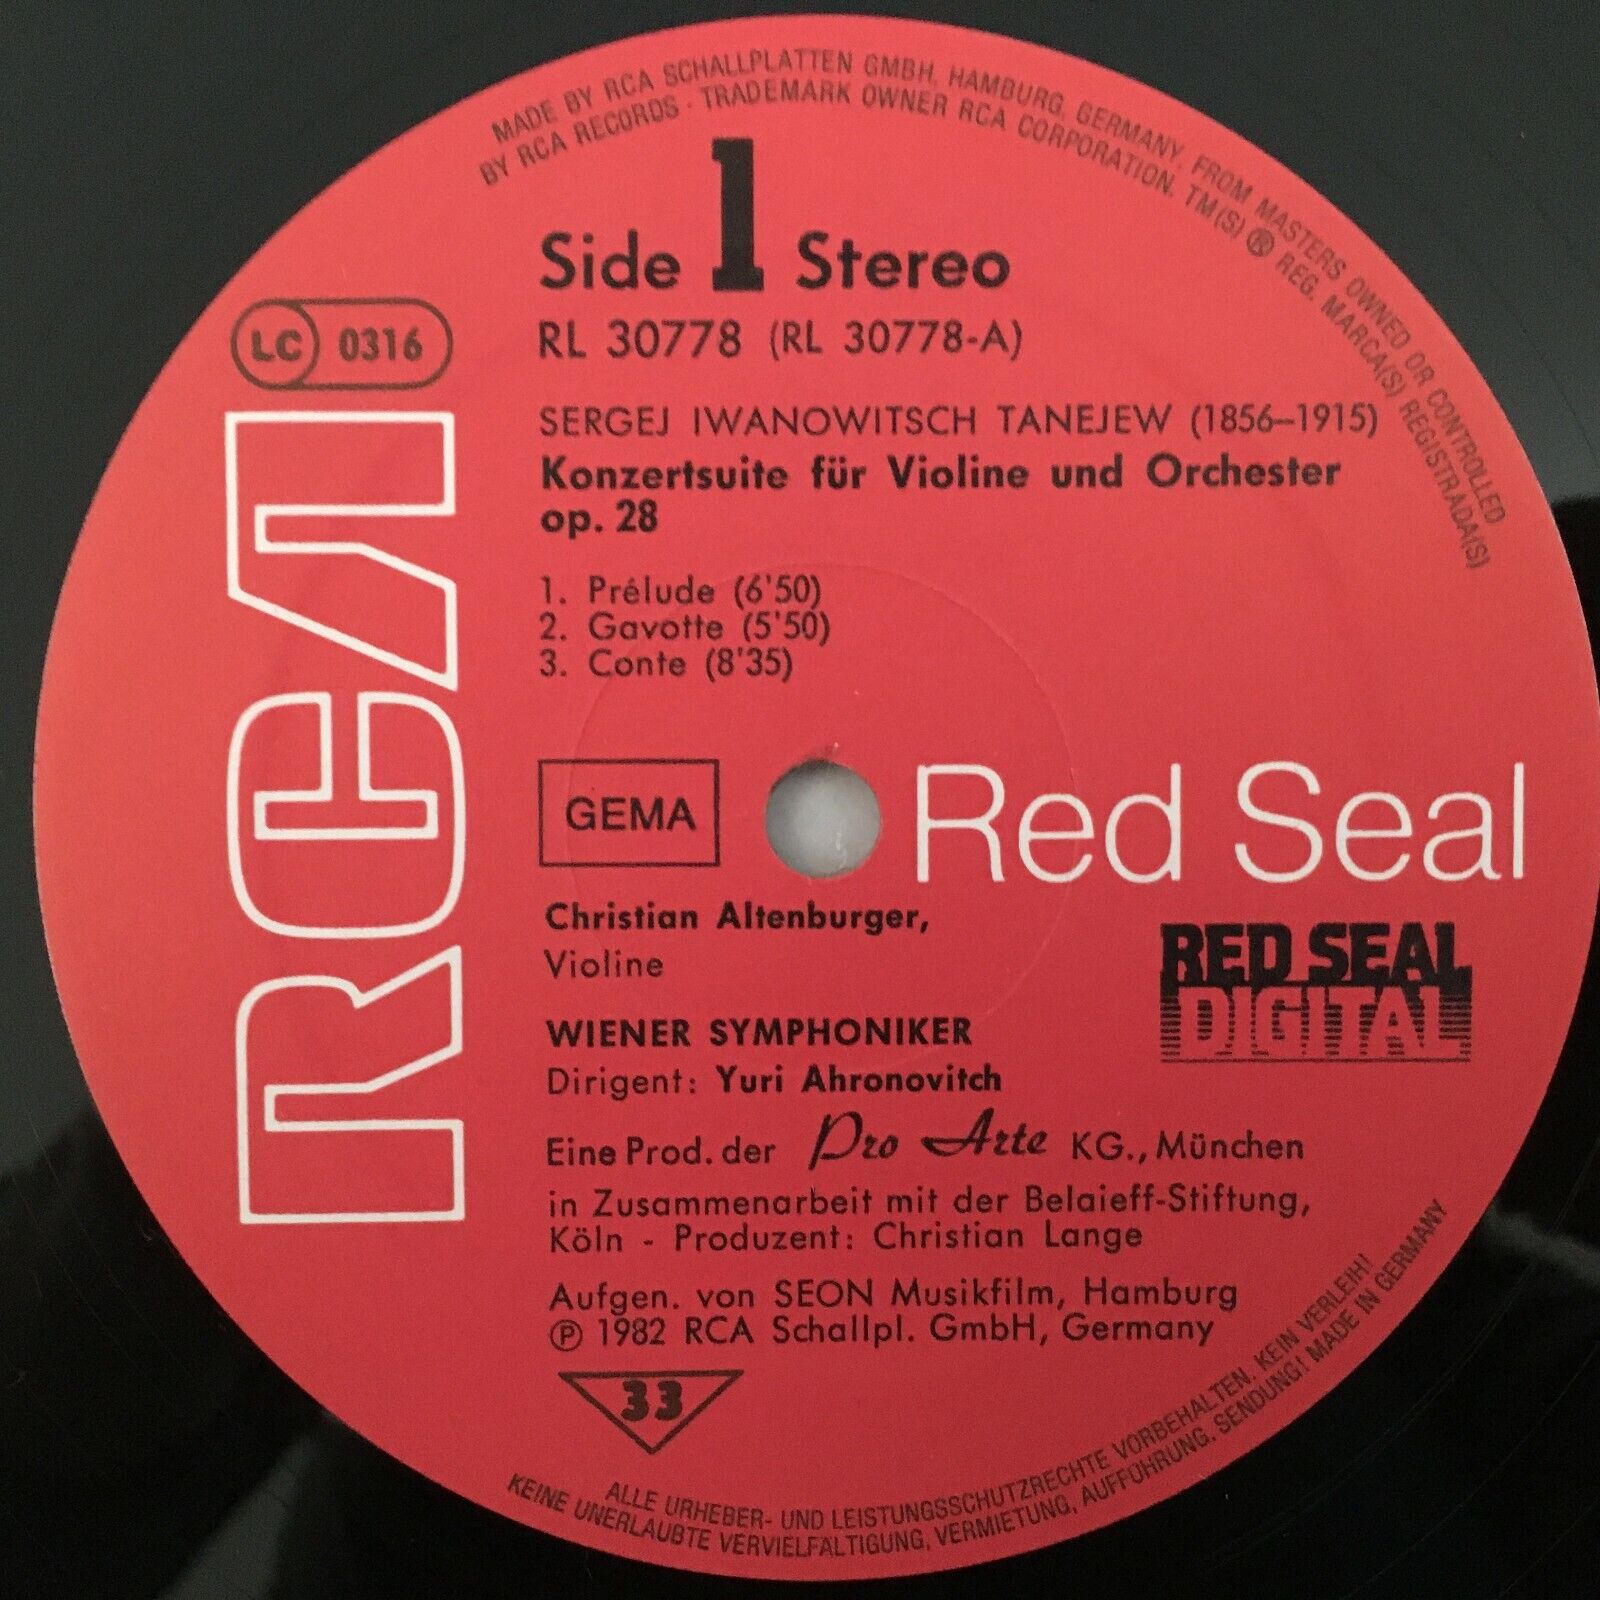 MADE BY RCA SCHALLPLATTEN GMBH, HAMBURG, GERMANY, FROM MASTERS OWNED OR CONTROLLED
BY RCA RECORDS · TRADEMARK OWNER RCA CORPORATION. TM(S) ® REG. MARCA(S) REGISTRADA(S)
Side 1 Stereo
RL 30778 (RL 30778-A)
LC 0316
RCA
SERGEJ IWANOWITSCH TANEJEW (1856–1915)
Konzertsuite für Violine und Orchester
op. 28
1. Prélude (6'50)
2. Gavotte (5'50)
3. Conte (8'35)
GEMA
Red Seal
Christian Altenburger,
Violine
RED SEAL
DIGITAL
WIENER SYMPHONIKER
Dirigent: Yuri Ahronovitch
Eine Prod. der Pro Arte KG., München
in Zusammenarbeit mit der Belaieff-Stiftung,
Köln - Produzent: Christian Lange
Aufgen. von SEON Musikfilm, Hamburg
℗ 1982 RCA Schallpl. GmbH, Germany
33
ALLE URHEBER- UND LEISTUNGSSCHUTZRECHTE VORBEHALTEN. KEIN VERLEIH!
KEINE UNERLAUBTE VERVIELFÄLTIGUNG, VERMIETUNG, AUFFÜHRUNG, SENDUNG! MADE IN GERMANY